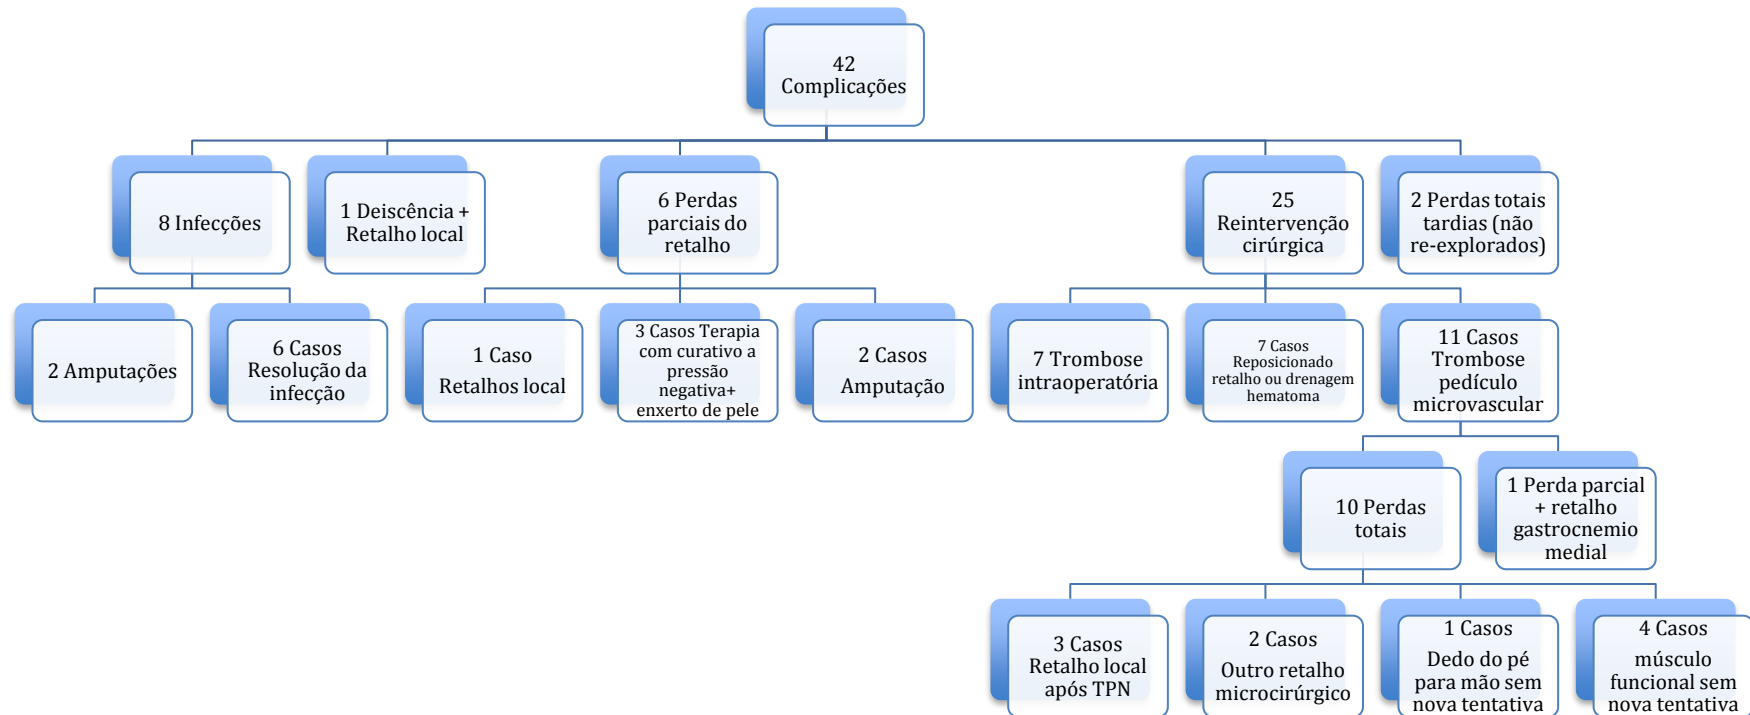 42
Complicações
8 Infecções
1 Deiscência +
Retalho local
6 Perdas
parciais do
retalho
25
Reintervenção
cirúrgica
2 Perdas totais
tardias (não
re-explorados)
2 Amputações
6 Casos
Resolução da
infecção
1 Caso
Retalhos local
3 Casos Terapia
com curativo a
pressão
negativa+
enxerto de pele
2 Casos
Amputação
7 Trombose
intraoperatória
7 Casos
Reposicionado
retalho ou drenagem
hematoma
11 Casos
Trombose
pedículo
microvascular
10 Perdas
totais
1 Perda parcial
+ retalho
gastrocnemio
medial
3 Casos
Retalho local
após TPN
2 Casos
Outro retalho
microcirúrgico
1 Casos
Dedo do pé
para mão sem
nova tentativa
4 Casos
músculo
funcional sem
nova tentativa